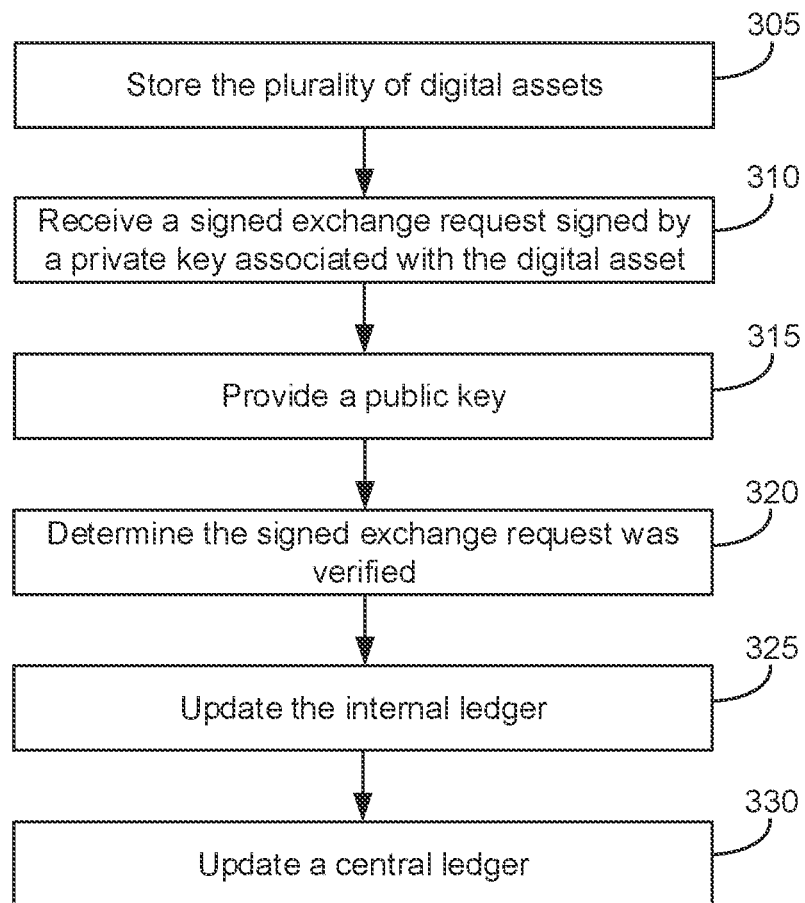 305
Store the plurality of digital assets
310
Receive a signed exchange request signed by
a private key associated with the digital asset
315
Provide a public key
320
Determine the signed exchange request was
verified
325
Update the internal ledger
330
Update a central ledger